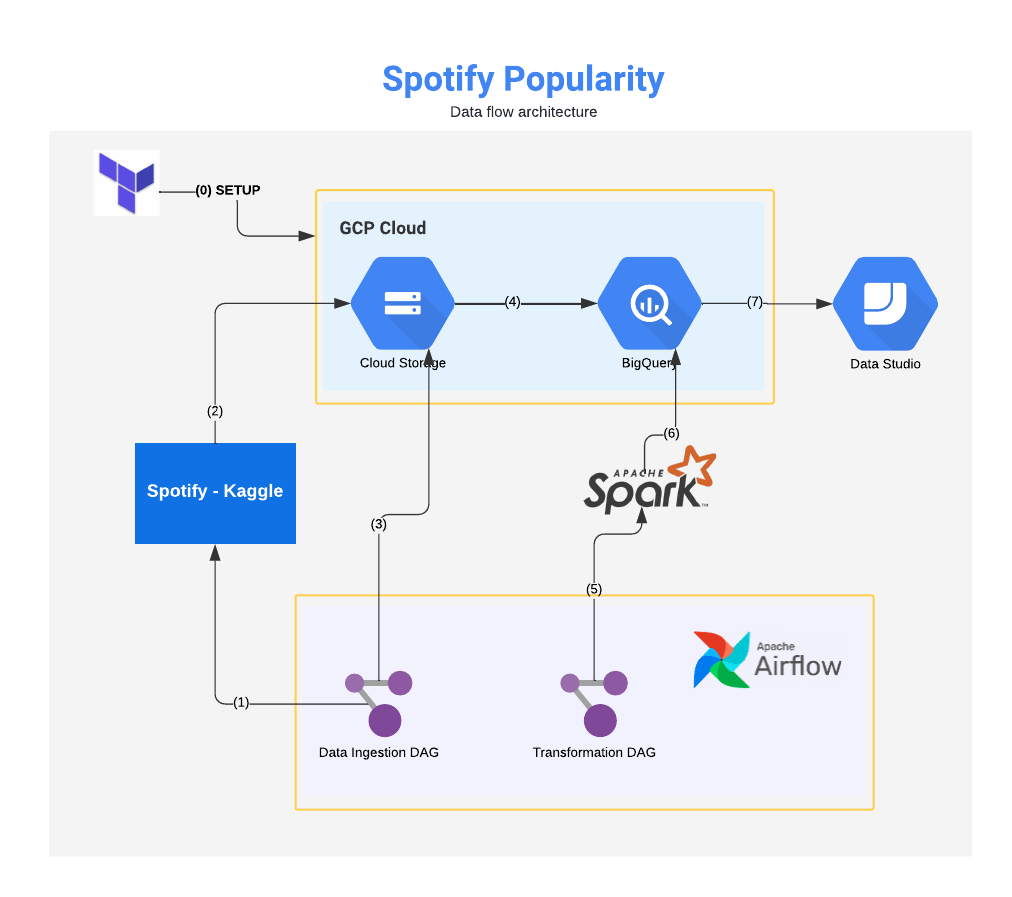 Spotify Popularity
Data flow architecture
(0) SETUP
GCP Cloud
(4)
(7)
Cloud Storage
BigQuery
Data Studio
(2)
(6)
APACHE
Spark™
Spotify - Kaggle
(3)
(5)
Apache
Airflow
(1)
Data Ingestion DAG
Transformation DAG